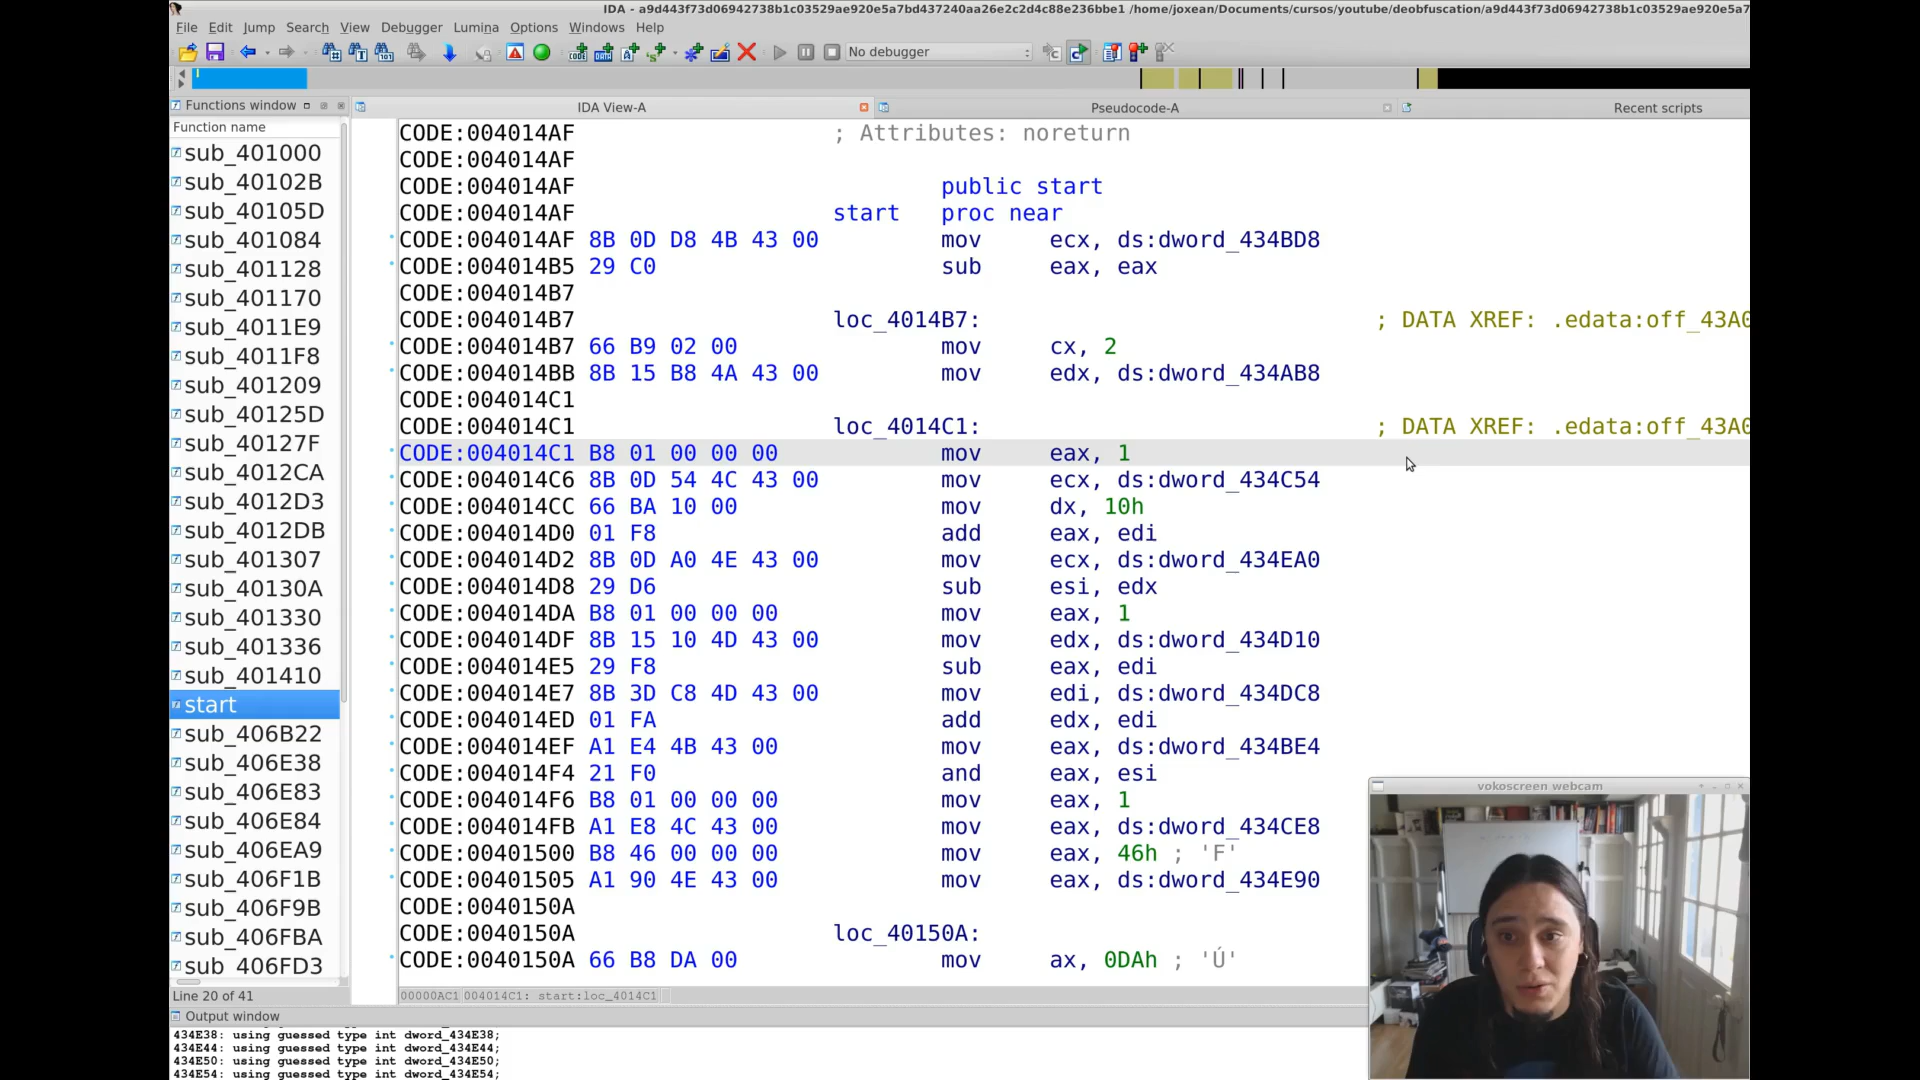 IDA - a9d443f73d06942738b1c03529ae920e5a7bd437240aa26e2c2d4c88e236bbe1 /home/joxean/Documents/cursos/youtube/deobfuscation/a9d443f73d06942738b1c03529ae920e5a7
File Edit Jump Search View Debugger Lumina Options Windows Help
No debugger
Functions window
IDA View-A
Pseudocode-A
Recent scripts
Function name
sub_401000
sub_40102B
sub_40105D
sub_401084
sub_401128
sub_401170
sub_4011E9
sub_4011F8
sub_401209
sub_40125D
sub_40127F
sub_4012CA
sub_4012D3
sub_4012DB
sub_401307
sub_40130A
sub_401330
sub_401336
sub_401410
start
sub_406B22
sub_406E38
sub_406E83
sub_406E84
sub_406EA9
sub_406F1B
sub_406F9B
sub_406FBA
sub_406FD3
Line 20 of 41
CODE:004014AF ; Attributes: noreturn
CODE:004014AF
CODE:004014AF public start
CODE:004014AF start proc near
CODE:004014AF 8B 0D D8 4B 43 00 mov ecx, ds:dword_434BD8
CODE:004014B5 29 C0 sub eax, eax
CODE:004014B7
CODE:004014B7 loc_4014B7: ; DATA XREF: .edata:off_43A0
CODE:004014B7 66 B9 02 00 mov cx, 2
CODE:004014BB 8B 15 B8 4A 43 00 mov edx, ds:dword_434AB8
CODE:004014C1
CODE:004014C1 loc_4014C1: ; DATA XREF: .edata:off_43A0
CODE:004014C1 B8 01 00 00 00 mov eax, 1
CODE:004014C6 8B 0D 54 4C 43 00 mov ecx, ds:dword_434C54
CODE:004014CC 66 BA 10 00 mov dx, 10h
CODE:004014D0 01 F8 add eax, edi
CODE:004014D2 8B 0D A0 4E 43 00 mov ecx, ds:dword_434EA0
CODE:004014D8 29 D6 sub esi, edx
CODE:004014DA B8 01 00 00 00 mov eax, 1
CODE:004014DF 8B 15 10 4D 43 00 mov edx, ds:dword_434D10
CODE:004014E5 29 F8 sub eax, edi
CODE:004014E7 8B 3D C8 4D 43 00 mov edi, ds:dword_434DC8
CODE:004014ED 01 FA add edx, edi
CODE:004014EF A1 E4 4B 43 00 mov eax, ds:dword_434BE4
CODE:004014F4 21 F0 and eax, esi
CODE:004014F6 B8 01 00 00 00 mov eax, 1
CODE:004014FB A1 E8 4C 43 00 mov eax, ds:dword_434CE8
CODE:00401500 B8 46 00 00 00 mov eax, 46h ; 'F'
CODE:00401505 A1 90 4E 43 00 mov eax, ds:dword_434E90
CODE:0040150A
CODE:0040150A loc_40150A:
CODE:0040150A 66 B8 DA 00 mov ax, 0DAh ; 'Ú'
00000AC1 004014C1: start:loc_4014C1
vokoscreen webcam
Output window
434E38: using guessed type int dword_434E38;
434E44: using guessed type int dword_434E44;
434E50: using guessed type int dword_434E50;
434E54: using guessed type int dword_434E54;